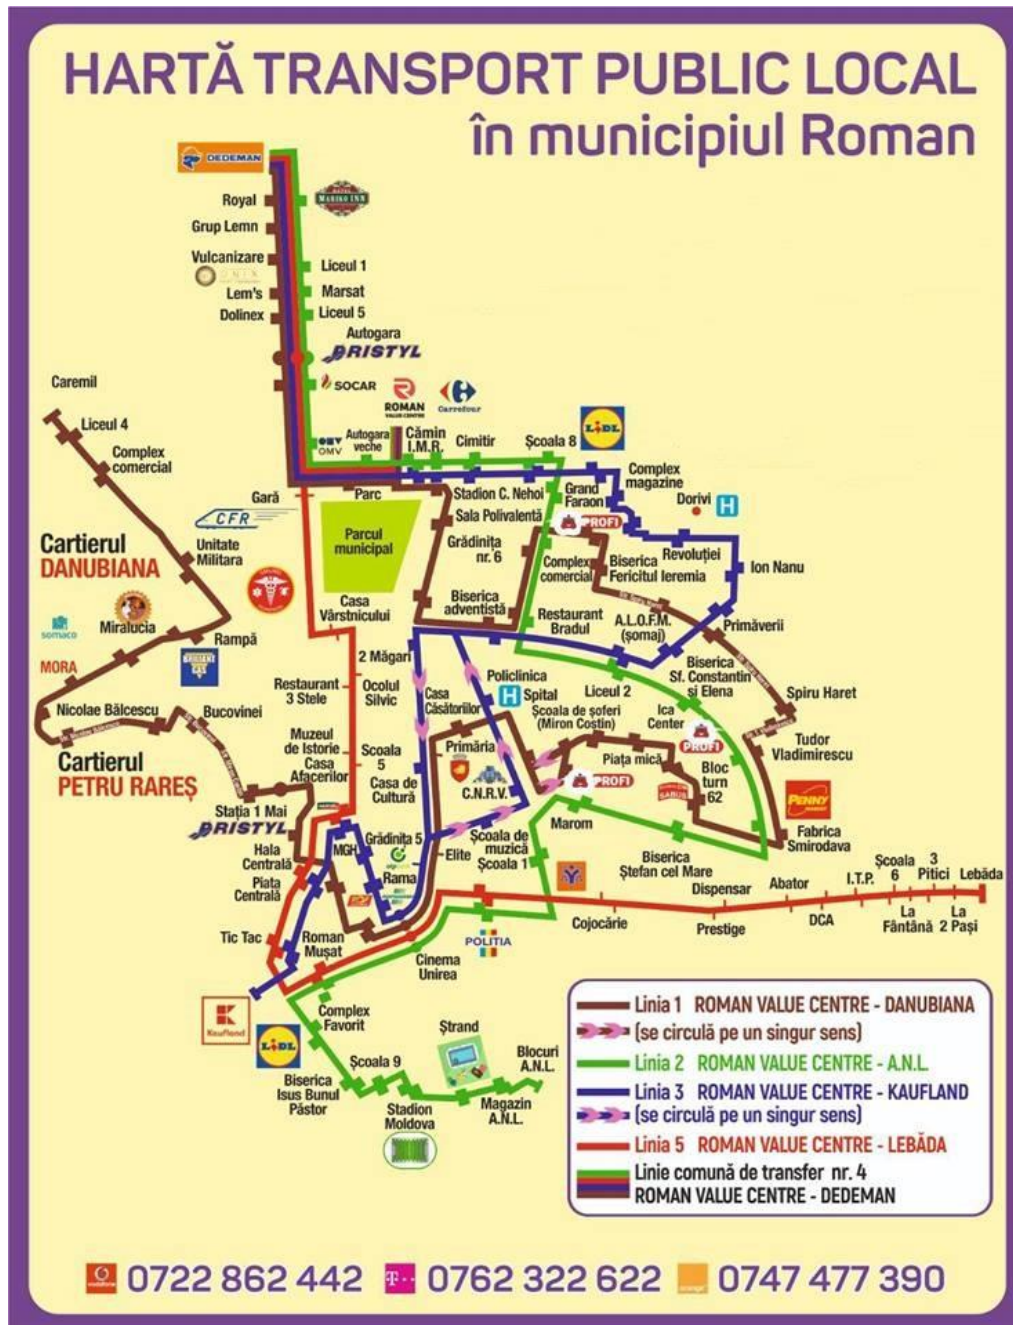 HARTĂ TRANSPORT PUBLIC LOCAL
în municipiul Roman
DEDEMAN
Royal
MARIKO INN
Grup Lemn
Vulcanizare
Liceul 1
Lem's
Marsat
Dolinex
Liceul 5
Autogara
PRISTYL
SOCAR
ROMAN
VALUE CENTRE
Carrefour
Caremil
Liceul 4
Complex
comercial
OMV
OMV
Autogara
veche
Cămin
I.M.R.
Cimitir
Școala 8
LIDL
Complex
magazine
Gară
Parc
Stadion C. Nehoi
Grand
Faraon
Dorivi
H
CFR
Sala Polivalentă
PROFI
Parcul
municipal
Grădinița
nr. 6
Unitate
Militara
Cartierul
DANUBIANA
Complex
comercial
Biserica
Fericitul Ieremia
Revoluției
Ion Nanu
Casa
Vârstnicului
Biserica
adventistă
Restaurant
Bradul
A.L.O.F.M.
(șomaj)
Primăverii
somaco
Miralucia
Rampă
MORA
2 Măgari
Policlinica
Biserica
Sf. Constantin
și Elena
Restaurant
3 Stele
Ocolul
Silvic
Casa
Căsătoriilor
H
Spital
Liceul 2
Spiru Haret
Nicolae Bălcescu
Bucovinei
Școala de șoferi
(Miron Costin)
Ica
Center
PROFI
Cartierul
PETRU RAREȘ
Muzeul
de Istorie
Casa
Afacerilor
Scoala
5
Primăria
Piața mică
Tudor
Vladimirescu
Casa de
Cultură
C.N.R.V.
PROFI
SABUS
Bloc
turn
62
PENNY
Stația 1 Mai
PRISTYL
Marom
Fabrica
Smirodava
Hala
Centrală
MGH
Grădinița 5
Elite
Școala de
muzică
Școala 1
Biserica
Ștefan cel Mare
Piata
Centrală
Rama
Dispensar
Abator
I.T.P.
Școala
6
3
Pitici
Lebăda
Tic Tac
Roman
Mușat
POLITIA
Cojocărie
Prestige
DCA
La
Fântână
La
2 Pași
Cinema
Unirea
Kaufland
LIDL
Complex
Favorit
Ștrand
Școala 9
Blocuri
A.N.L.
Biserica
Isus Bunul
Păstor
Stadion
Moldova
Magazin
A.N.L.
Linia 1 ROMAN VALUE CENTRE - DANUBIANA
(se circulă pe un singur sens)
Linia 2 ROMAN VALUE CENTRE - A.N.L.
Linia 3 ROMAN VALUE CENTRE - KAUFLAND
(se circulă pe un singur sens)
Linia 5 ROMAN VALUE CENTRE - LEBĂDA
Linie comună de transfer nr. 4
ROMAN VALUE CENTRE - DEDEMAN
0722 862 442
T
0762 322 622
0747 477 390